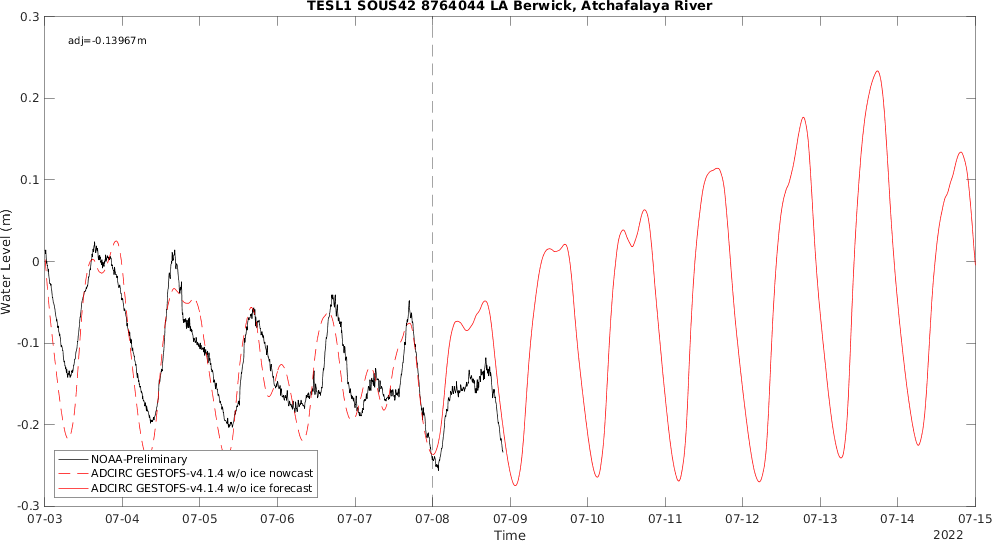 TESL1 SOUS42 8764044 LA Berwick, Atchafalaya River
adj=-0.13967m
Water Level (m)
0.3
0.2
0.1
0
-0.1
-0.2
-0.3
NOAA-Preliminary
ADCIRC GESTOFS-v4.1.4 w/o ice nowcast
ADCIRC GESTOFS-v4.1.4 w/o ice forecast
07-03 07-04 07-05 07-06 07-07 07-08 07-09 07-10 07-11 07-12 07-13 07-14 07-15
Time
2022